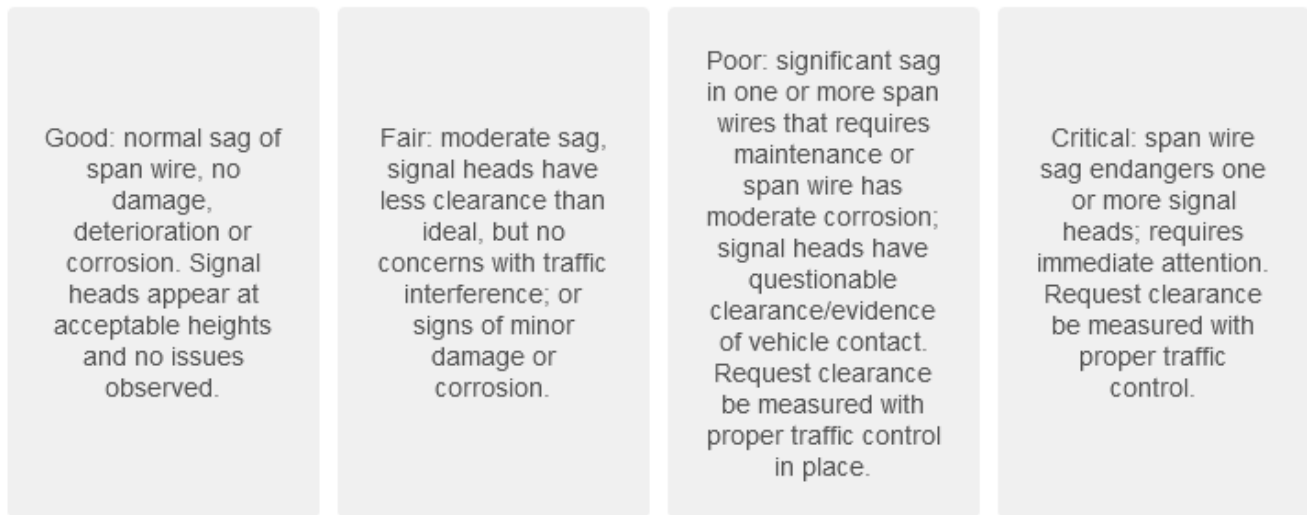 Good: normal sag of
span wire, no
damage,
deterioration or
corrosion. Signal
heads appear at
acceptable heights
and no issues
observed.
Fair: moderate sag,
signal heads have
less clearance than
ideal, but no
concerns with traffic
interference; or
signs of minor
damage or
corrosion.
Poor: significant sag
in one or more span
wires that requires
maintenance or
span wire has
moderate corrosion;
signal heads have
questionable
clearance/evidence
of vehicle contact.
Request clearance
be measured with
proper traffic control
in place.
Critical: span wire
sag endangers one
or more signal
heads; requires
immediate attention.
Request clearance
be measured with
proper traffic
control.